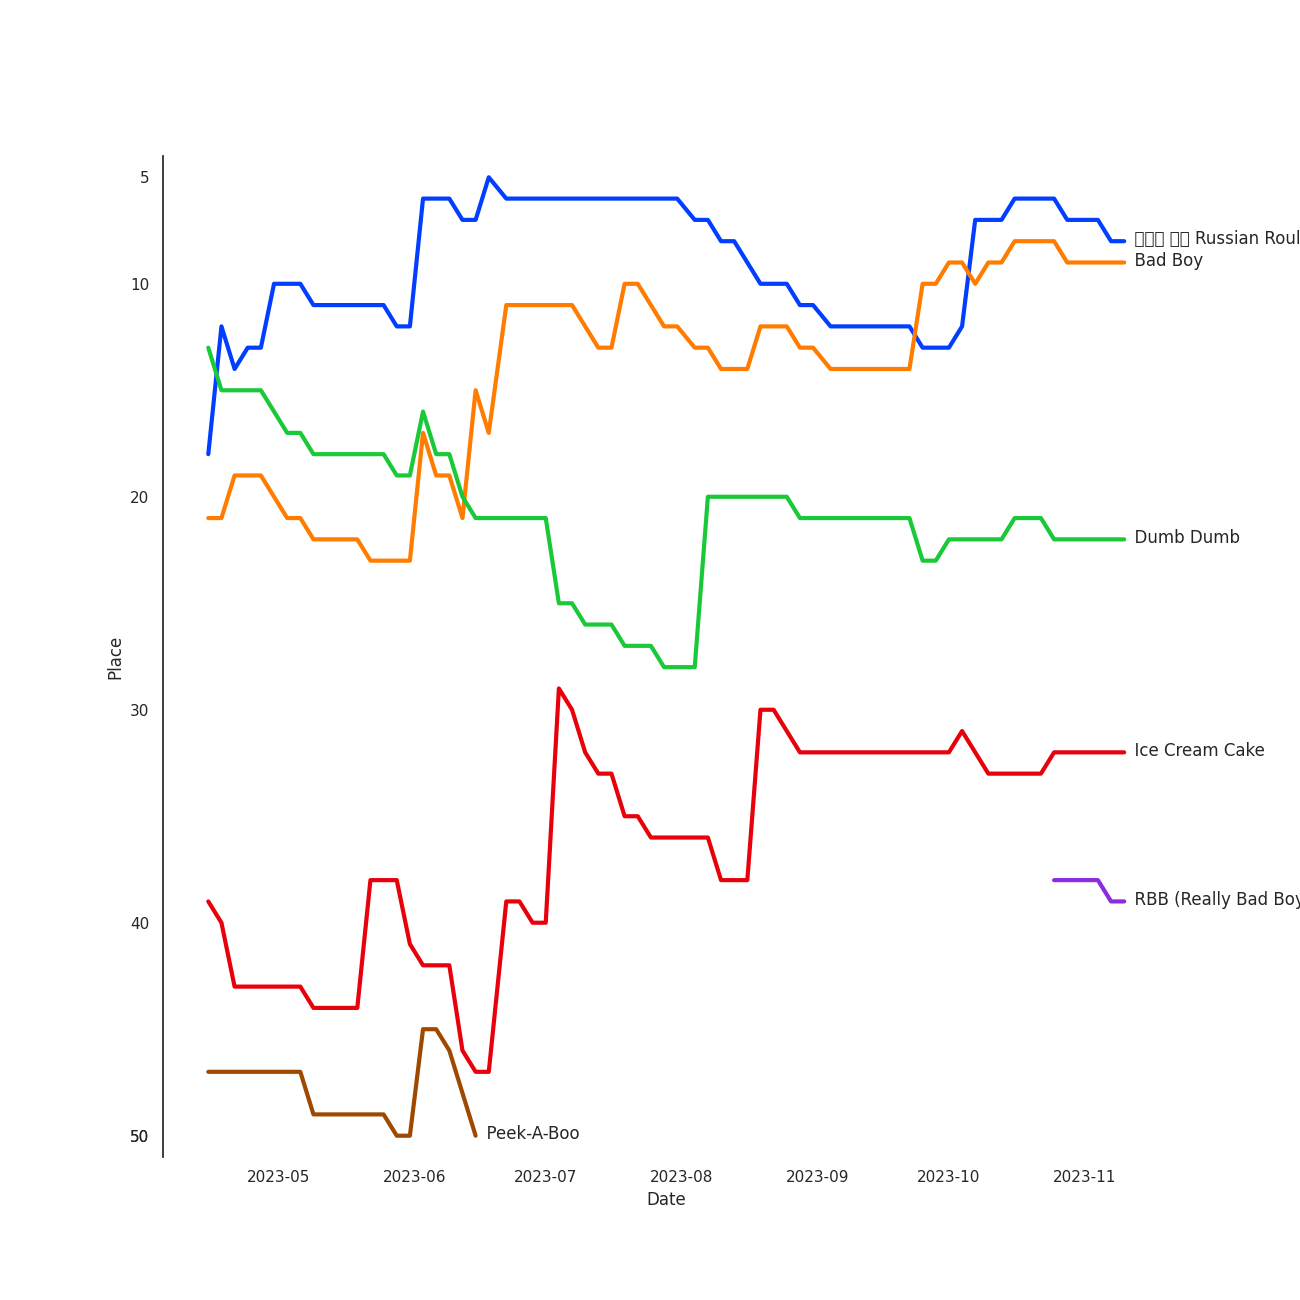 5
10
20
30
40
50
Place
Russian Roul
Bad Boy
Dumb Dumb
Ice Cream Cake
RBB (Really Bad Boy
Peek-A-Boo
2023-05 2023-06 2023-07 2023-08 2023-09 2023-10 2023-11
Date